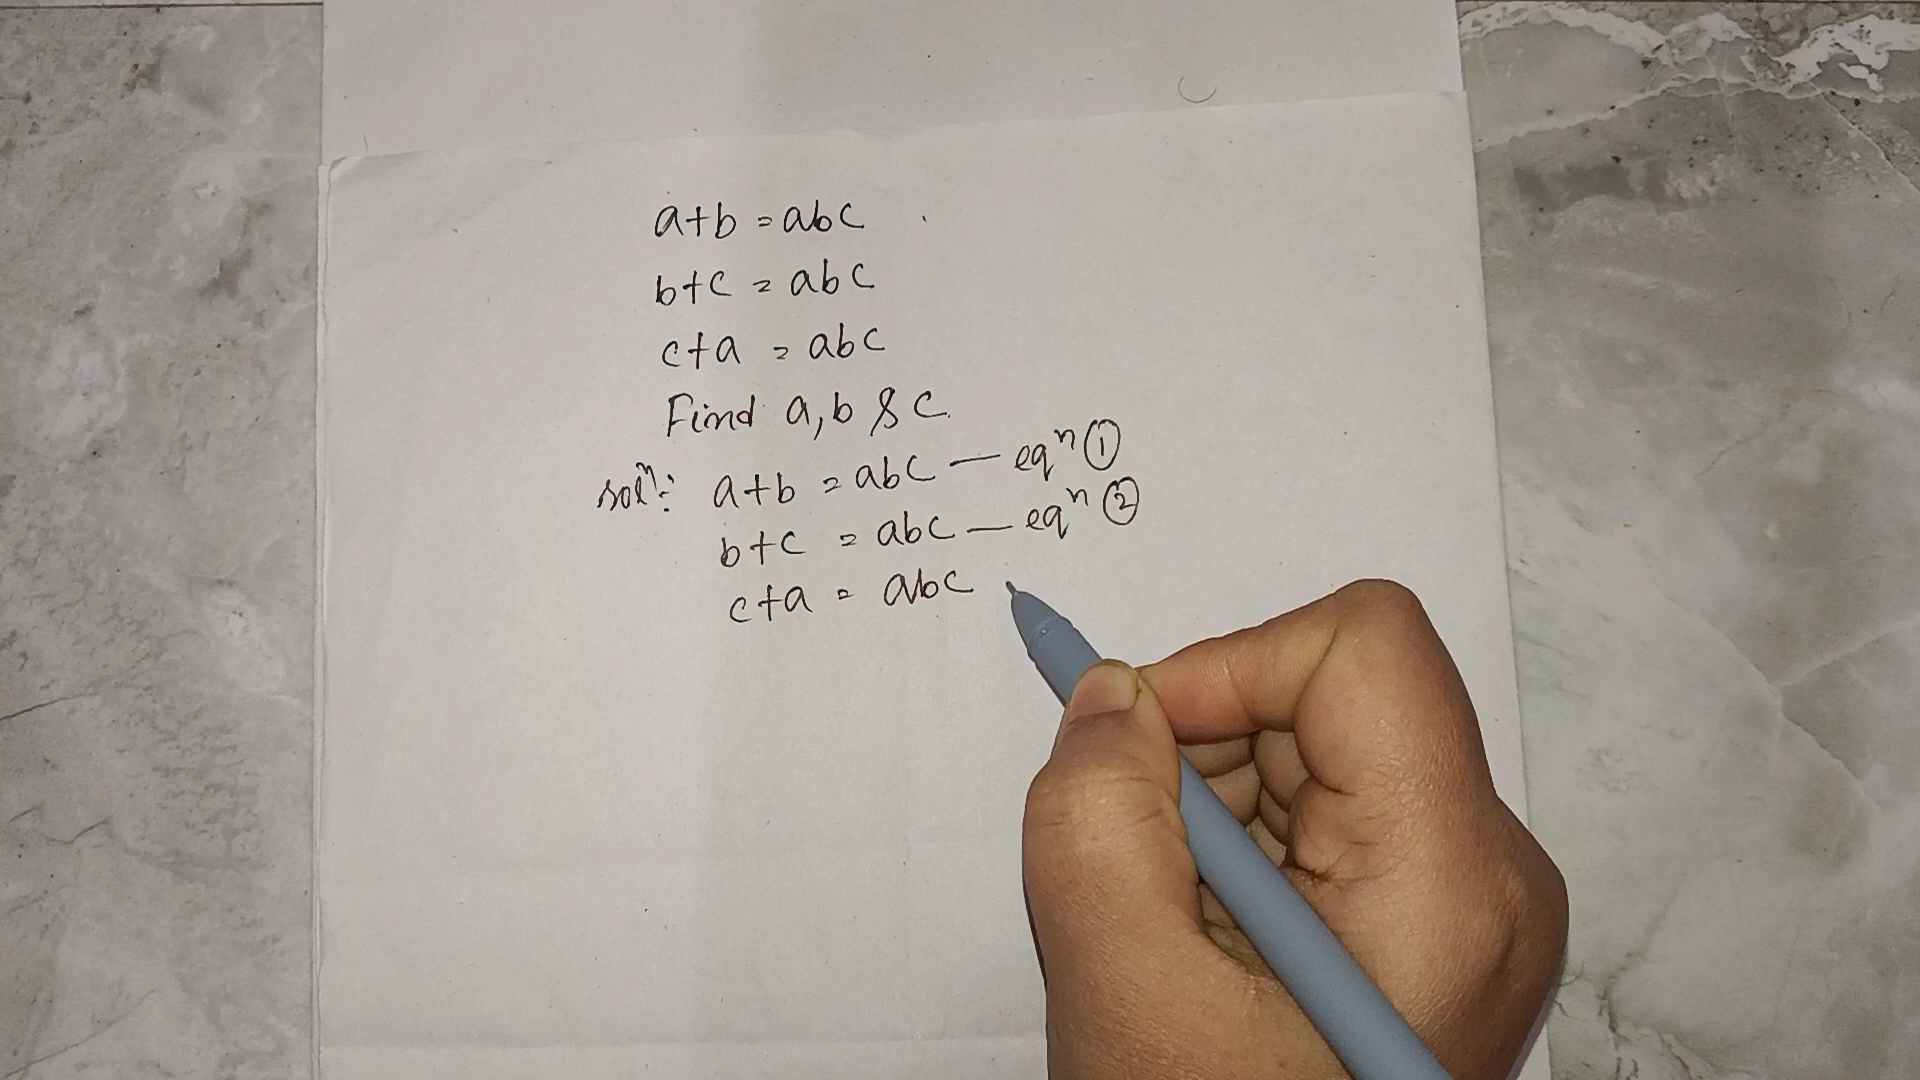 a+b = abc
b+c = abc
c+a = abc
Find a, b & c.
solⁿ:- a+b = abc — eqⁿ ①
b+c = abc — eqⁿ ②
c+a = abc